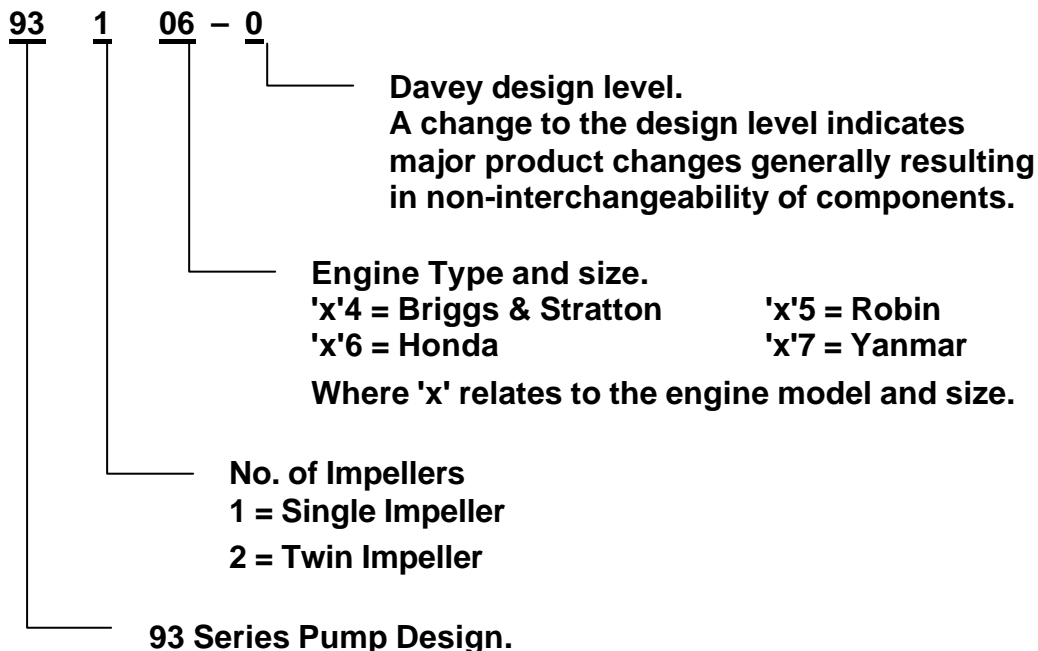 93 1 06 – 0
Davey design level.
A change to the design level indicates
major product changes generally resulting
in non-interchangeability of components.
Engine Type and size.
'x'4 = Briggs & Stratton 'x'5 = Robin
'x'6 = Honda 'x'7 = Yanmar
Where 'x' relates to the engine model and size.
No. of Impellers
1 = Single Impeller
2 = Twin Impeller
93 Series Pump Design.